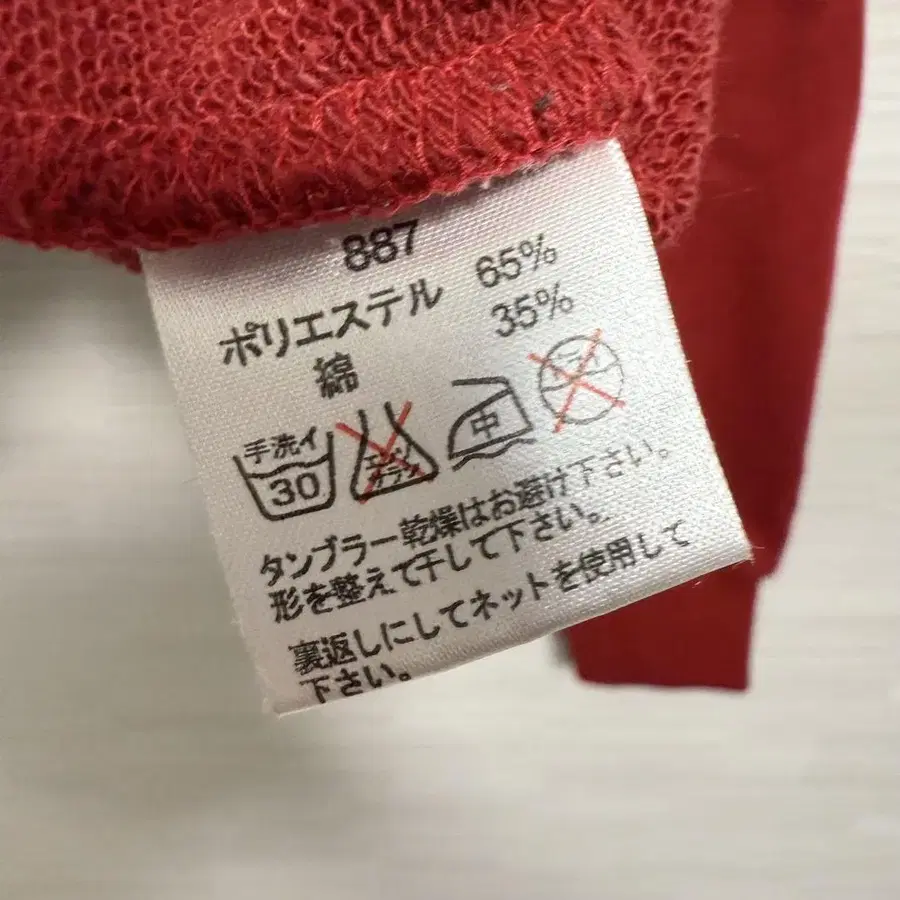 887
ポリエステル 65%
綿 35%
手洗イ 30 エンソ サラシ 中 ドライ
タンブラー乾燥はお避け下さい。
形を整えて干して下さい。
裏返しにしてネットを使用して
下さい。